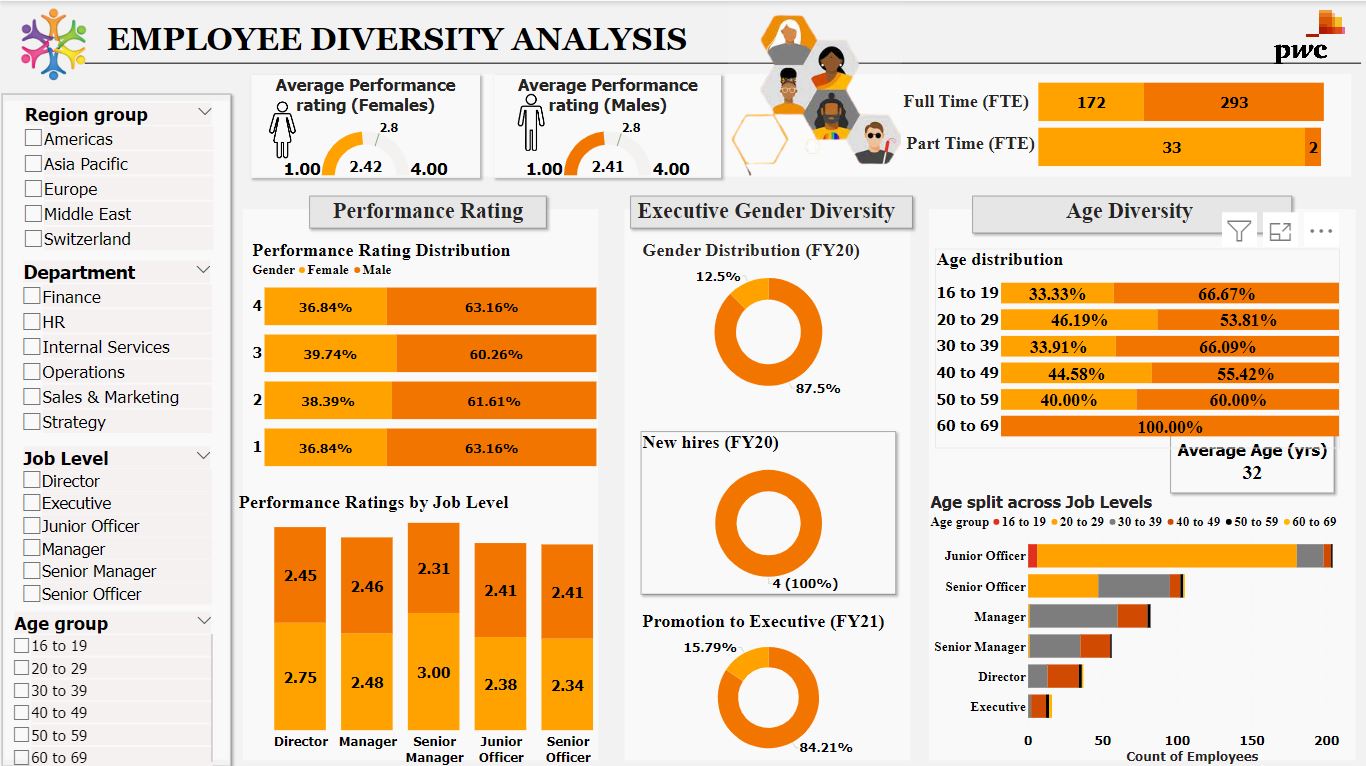 EMPLOYEE DIVERSITY ANALYSIS
pwc
Region group
Americas
Asia Pacific
Europe
Middle East
Switzerland
Department
Finance
HR
Internal Services
Operations
Sales & Marketing
Strategy
Job Level
Director
Executive
Junior Officer
Manager
Senior Manager
Senior Officer
Age group
16 to 19
20 to 29
30 to 39
40 to 49
50 to 59
60 to 69
Average Performance
rating (Females)
2.8
1.00 2.42 4.00
Average Performance
rating (Males)
2.8
1.00 2.41 4.00
Full Time (FTE) 172 293
Part Time (FTE) 33 2
Performance Rating
Performance Rating Distribution
Gender Female Male
4 36.84% 63.16%
3 39.74% 60.26%
2 38.39% 61.61%
1 36.84% 63.16%
Performance Ratings by Job Level
2.45 2.46 2.31 2.41 2.41
2.75 2.48 3.00 2.38 2.34
Director Manager Senior Manager Junior Officer Senior Officer
Executive Gender Diversity
Gender Distribution (FY20)
12.5%
87.5%
New hires (FY20)
4 (100%)
Promotion to Executive (FY21)
15.79%
84.21%
Age Diversity
Age distribution
16 to 19 33.33% 66.67%
20 to 29 46.19% 53.81%
30 to 39 33.91% 66.09%
40 to 49 44.58% 55.42%
50 to 59 40.00% 60.00%
60 to 69 100.00%
Average Age (yrs)
32
Age split across Job Levels
Age group 16 to 19 20 to 29 30 to 39 40 to 49 50 to 59 60 to 69
Junior Officer
Senior Officer
Manager
Senior Manager
Director
Executive
0 50 100 150 200
Count of Employees